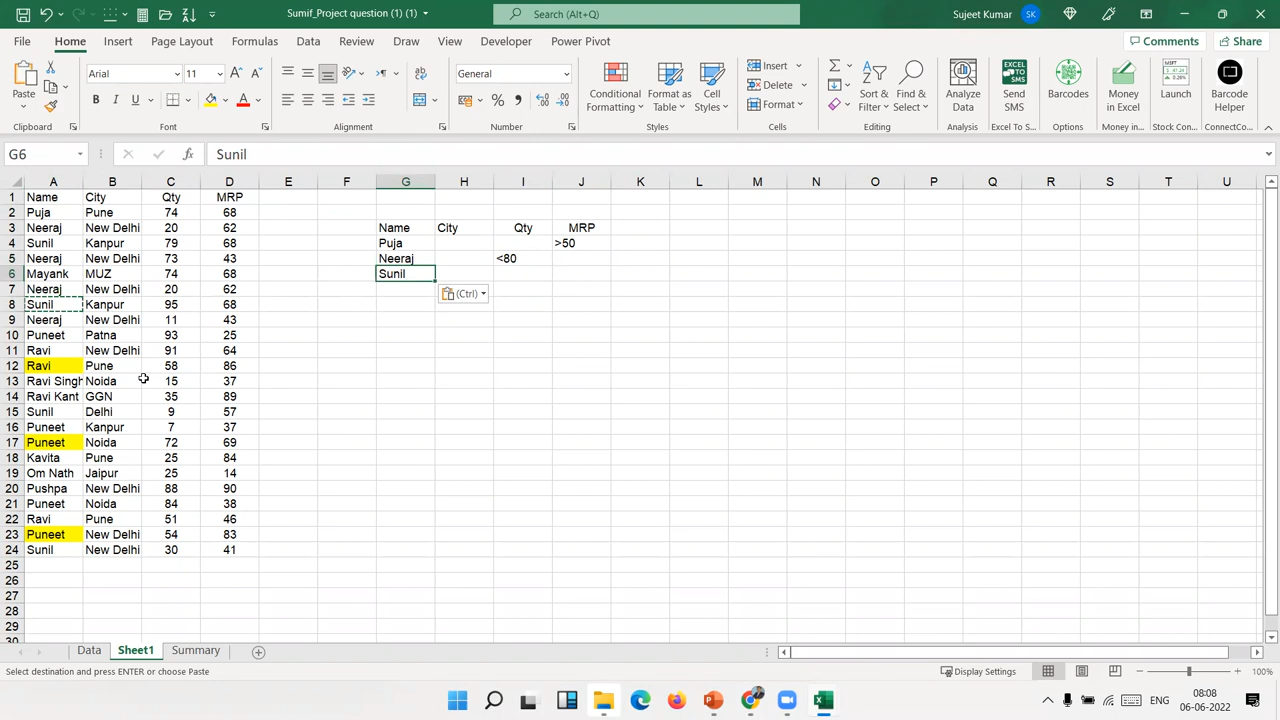 Sumif_Project question (1) (1)
Search (Alt+Q)
Sujeet Kumar SK
File Home Insert Page Layout Formulas Data Review View Developer Automate Power Pivot
Comments Share
Paste
Arial 11
B I U
General
Conditional Formatting
Format as Table
Cell Styles
Insert
Delete
Format
Sort & Filter
Find & Select
Analyze Data
Send SMS
Barcodes
Money in Excel
Launch
Barcode Helper
Clipboard Font Alignment Number Styles Cells Editing Analysis Excel To S... Options Money in... Stock Con... ConnectCo...
G6 fx Sunil
A B C D E F G H I J K L M N O P Q R S T U
1 Name City Qty MRP
2 Puja Pune 74 68
3 Neeraj New Delhi 20 62 Name City Qty MRP
4 Sunil Kanpur 79 68 Puja >50
5 Neeraj New Delhi 73 43 Neeraj <80
6 Mayank MUZ 74 68 Sunil
7 Neeraj New Delhi 20 62
(Ctrl)
8 Sunil Kanpur 95 68
9 Neeraj New Delhi 11 43
10 Puneet Patna 93 25
11 Ravi New Delhi 91 64
12 Ravi Pune 58 86
13 Ravi Singh Noida 15 37
14 Ravi Kant GGN 35 89
15 Sunil Delhi 9 57
16 Puneet Kanpur 7 37
17 Puneet Noida 72 69
18 Kavita Pune 25 84
19 Om Nath Jaipur 25 14
20 Pushpa New Delhi 88 90
21 Puneet Noida 84 38
22 Ravi Pune 51 46
23 Puneet New Delhi 54 83
24 Sunil New Delhi 30 41
25
26
27
28
29
30
Data Sheet1 Summary
Select destination and press ENTER or choose Paste
Display Settings
100%
ENG
08:08
06-06-2022